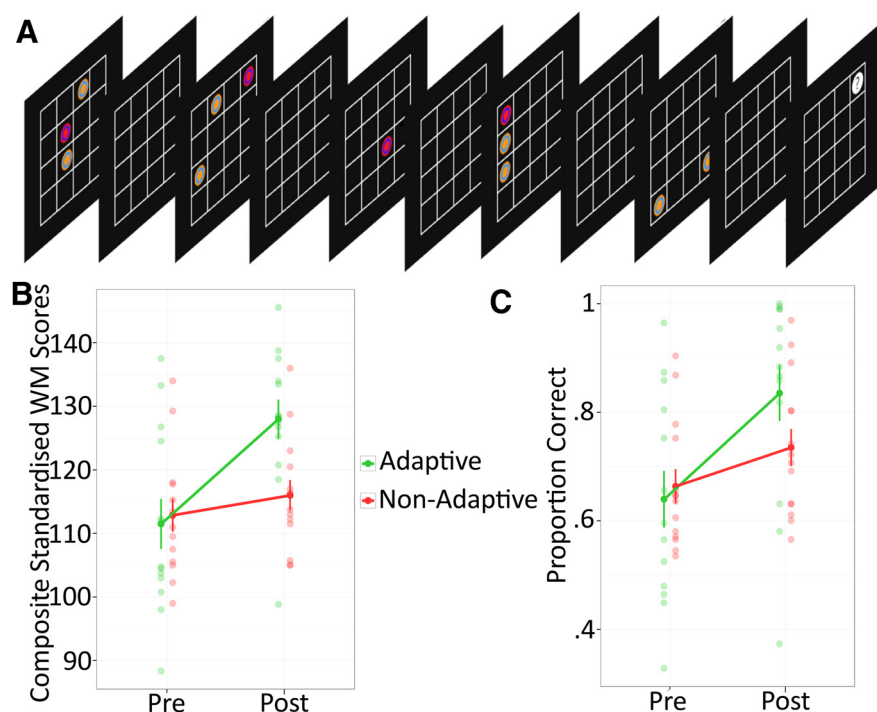 A
?
B
Composite Standardised WM Scores
140
130
120
110
100
90
Pre
Post
Adaptive
Non-Adaptive
C
Proportion Correct
1
.8
.6
.4
Pre
Post